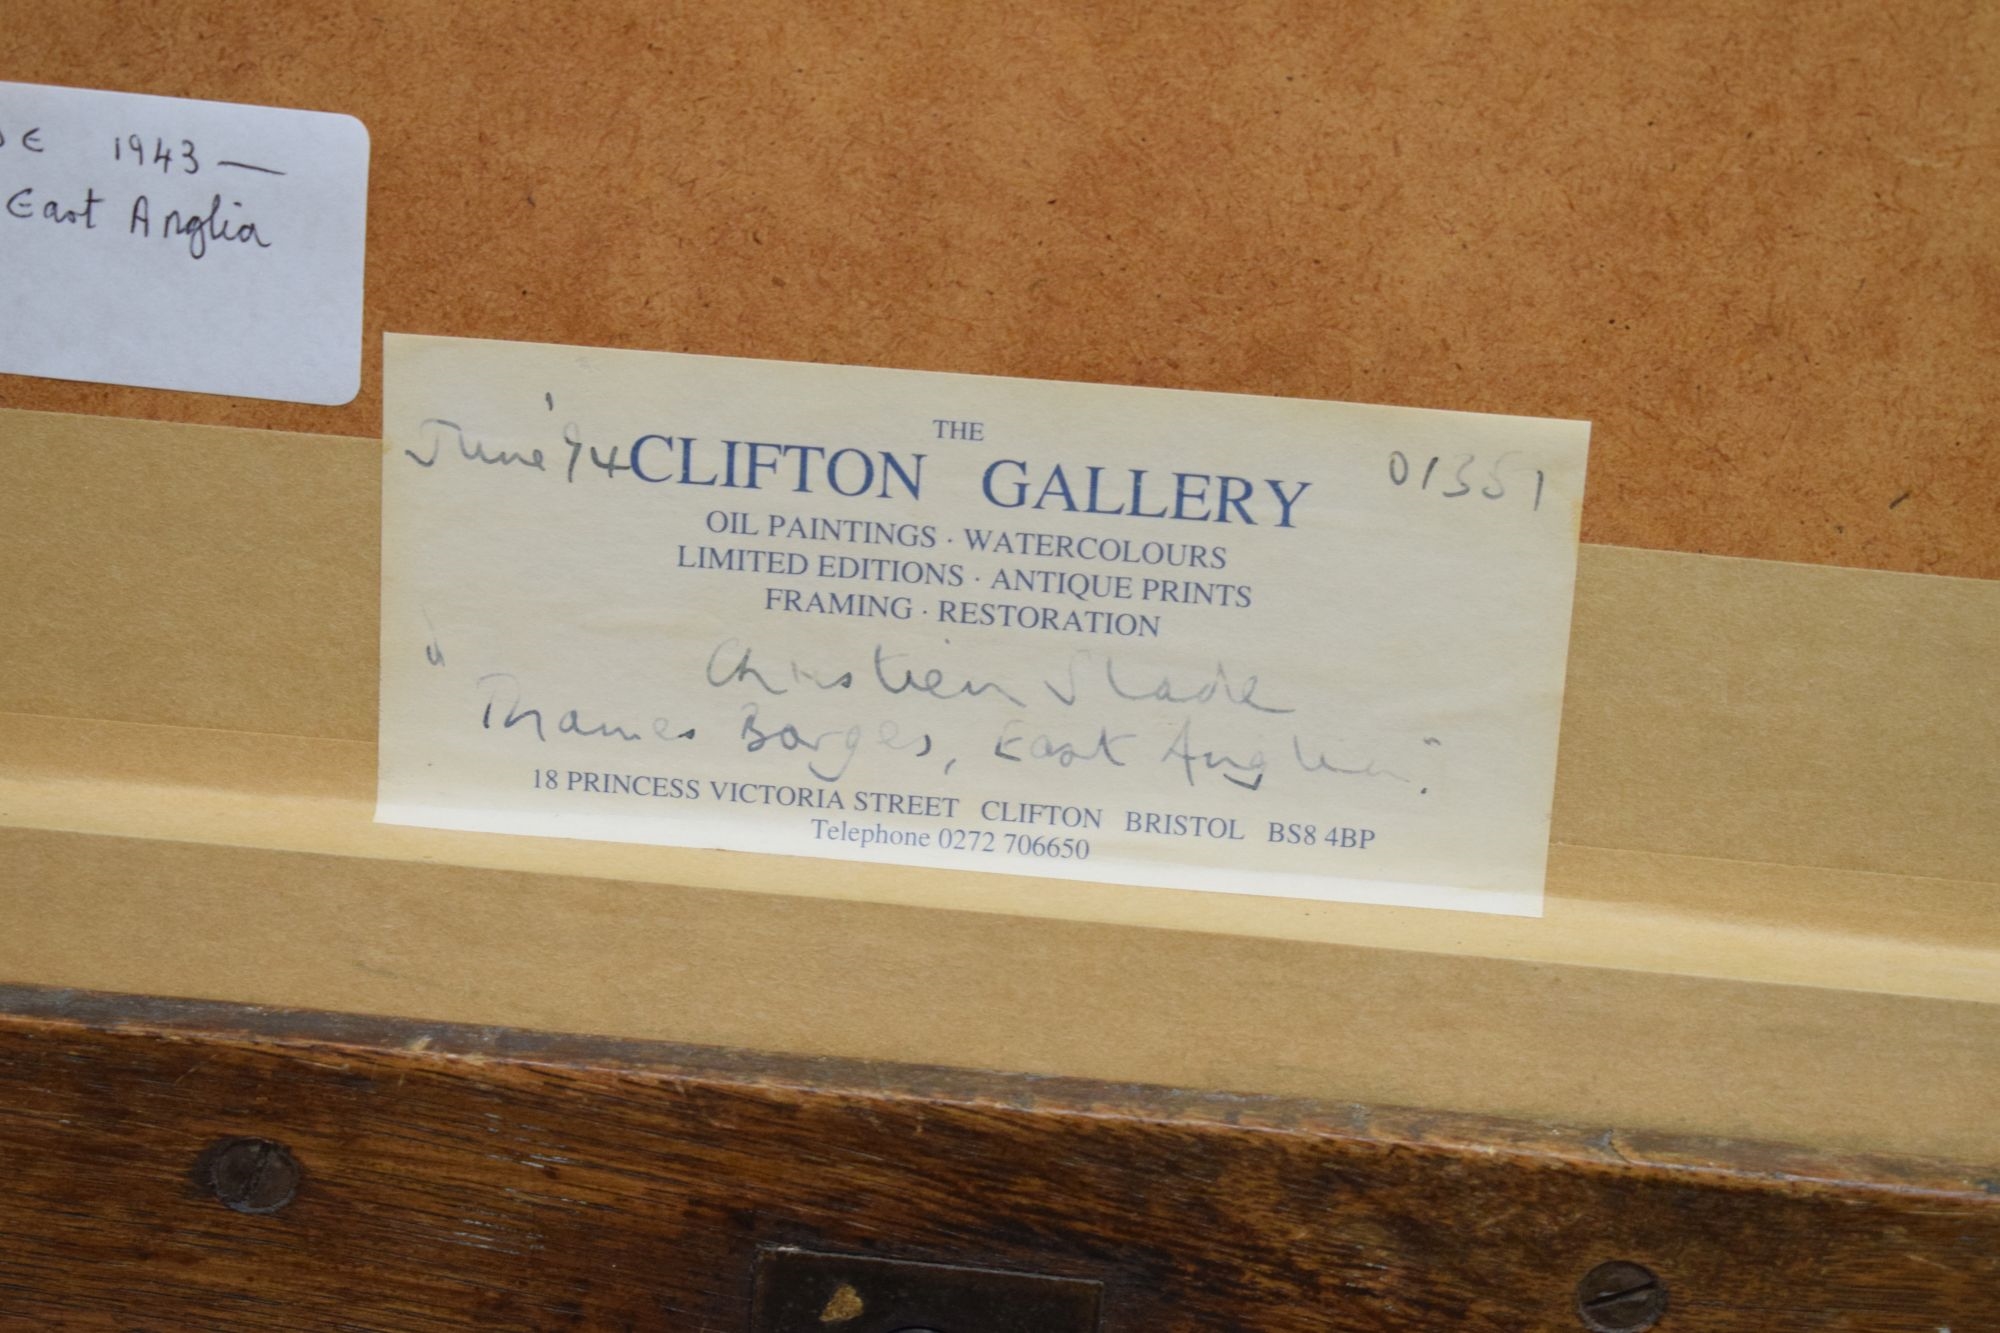 DE 1943 —
East Anglia
June '94
THE
CLIFTON GALLERY
01351
OIL PAINTINGS · WATERCOLOURS
LIMITED EDITIONS · ANTIQUE PRINTS
FRAMING · RESTORATION
Christien Slade
"Thames Barges, East Anglia".
18 PRINCESS VICTORIA STREET CLIFTON BRISTOL BS8 4BP
Telephone 0272 706650